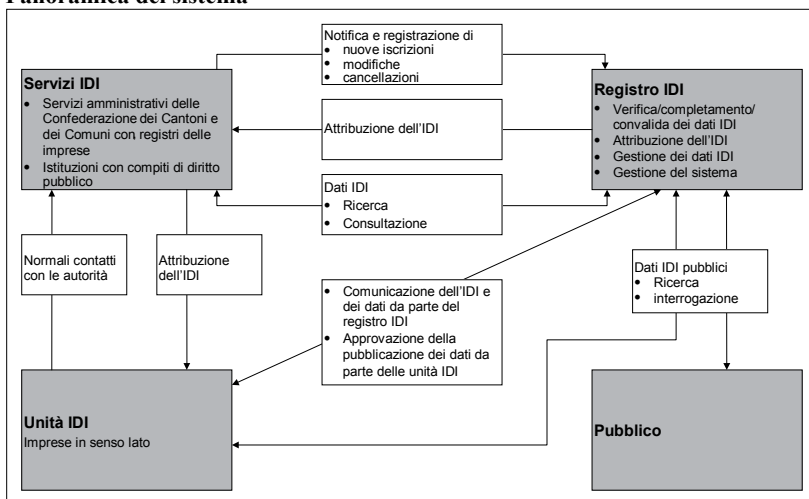 Panoramica del sistema
Notifica e registrazione di
• nuove iscrizioni
• modifiche
• cancellazioni
Servizi IDI
• Servizi amministrativi delle
Confederazione dei Cantoni e
dei Comuni con registri delle
imprese
• Istituzioni con compiti di diritto
pubblico
Attribuzione dell'IDI
Registro IDI
• Verifica/completamento/
convalida dei dati IDI
• Attribuzione dell'IDI
• Gestione dei dati IDI
• Gestione del sistema
Dati IDI
• Ricerca
• Consultazione
Normali contatti
con le autorità
Attribuzione
dell'IDI
• Comunicazione dell'IDI e
dei dati da parte del
registro IDI
• Approvazione della
pubblicazione dei dati da
parte delle unità IDI
Dati IDI pubblici
• Ricerca
• interrogazione
Unità IDI
Imprese in senso lato
Pubblico